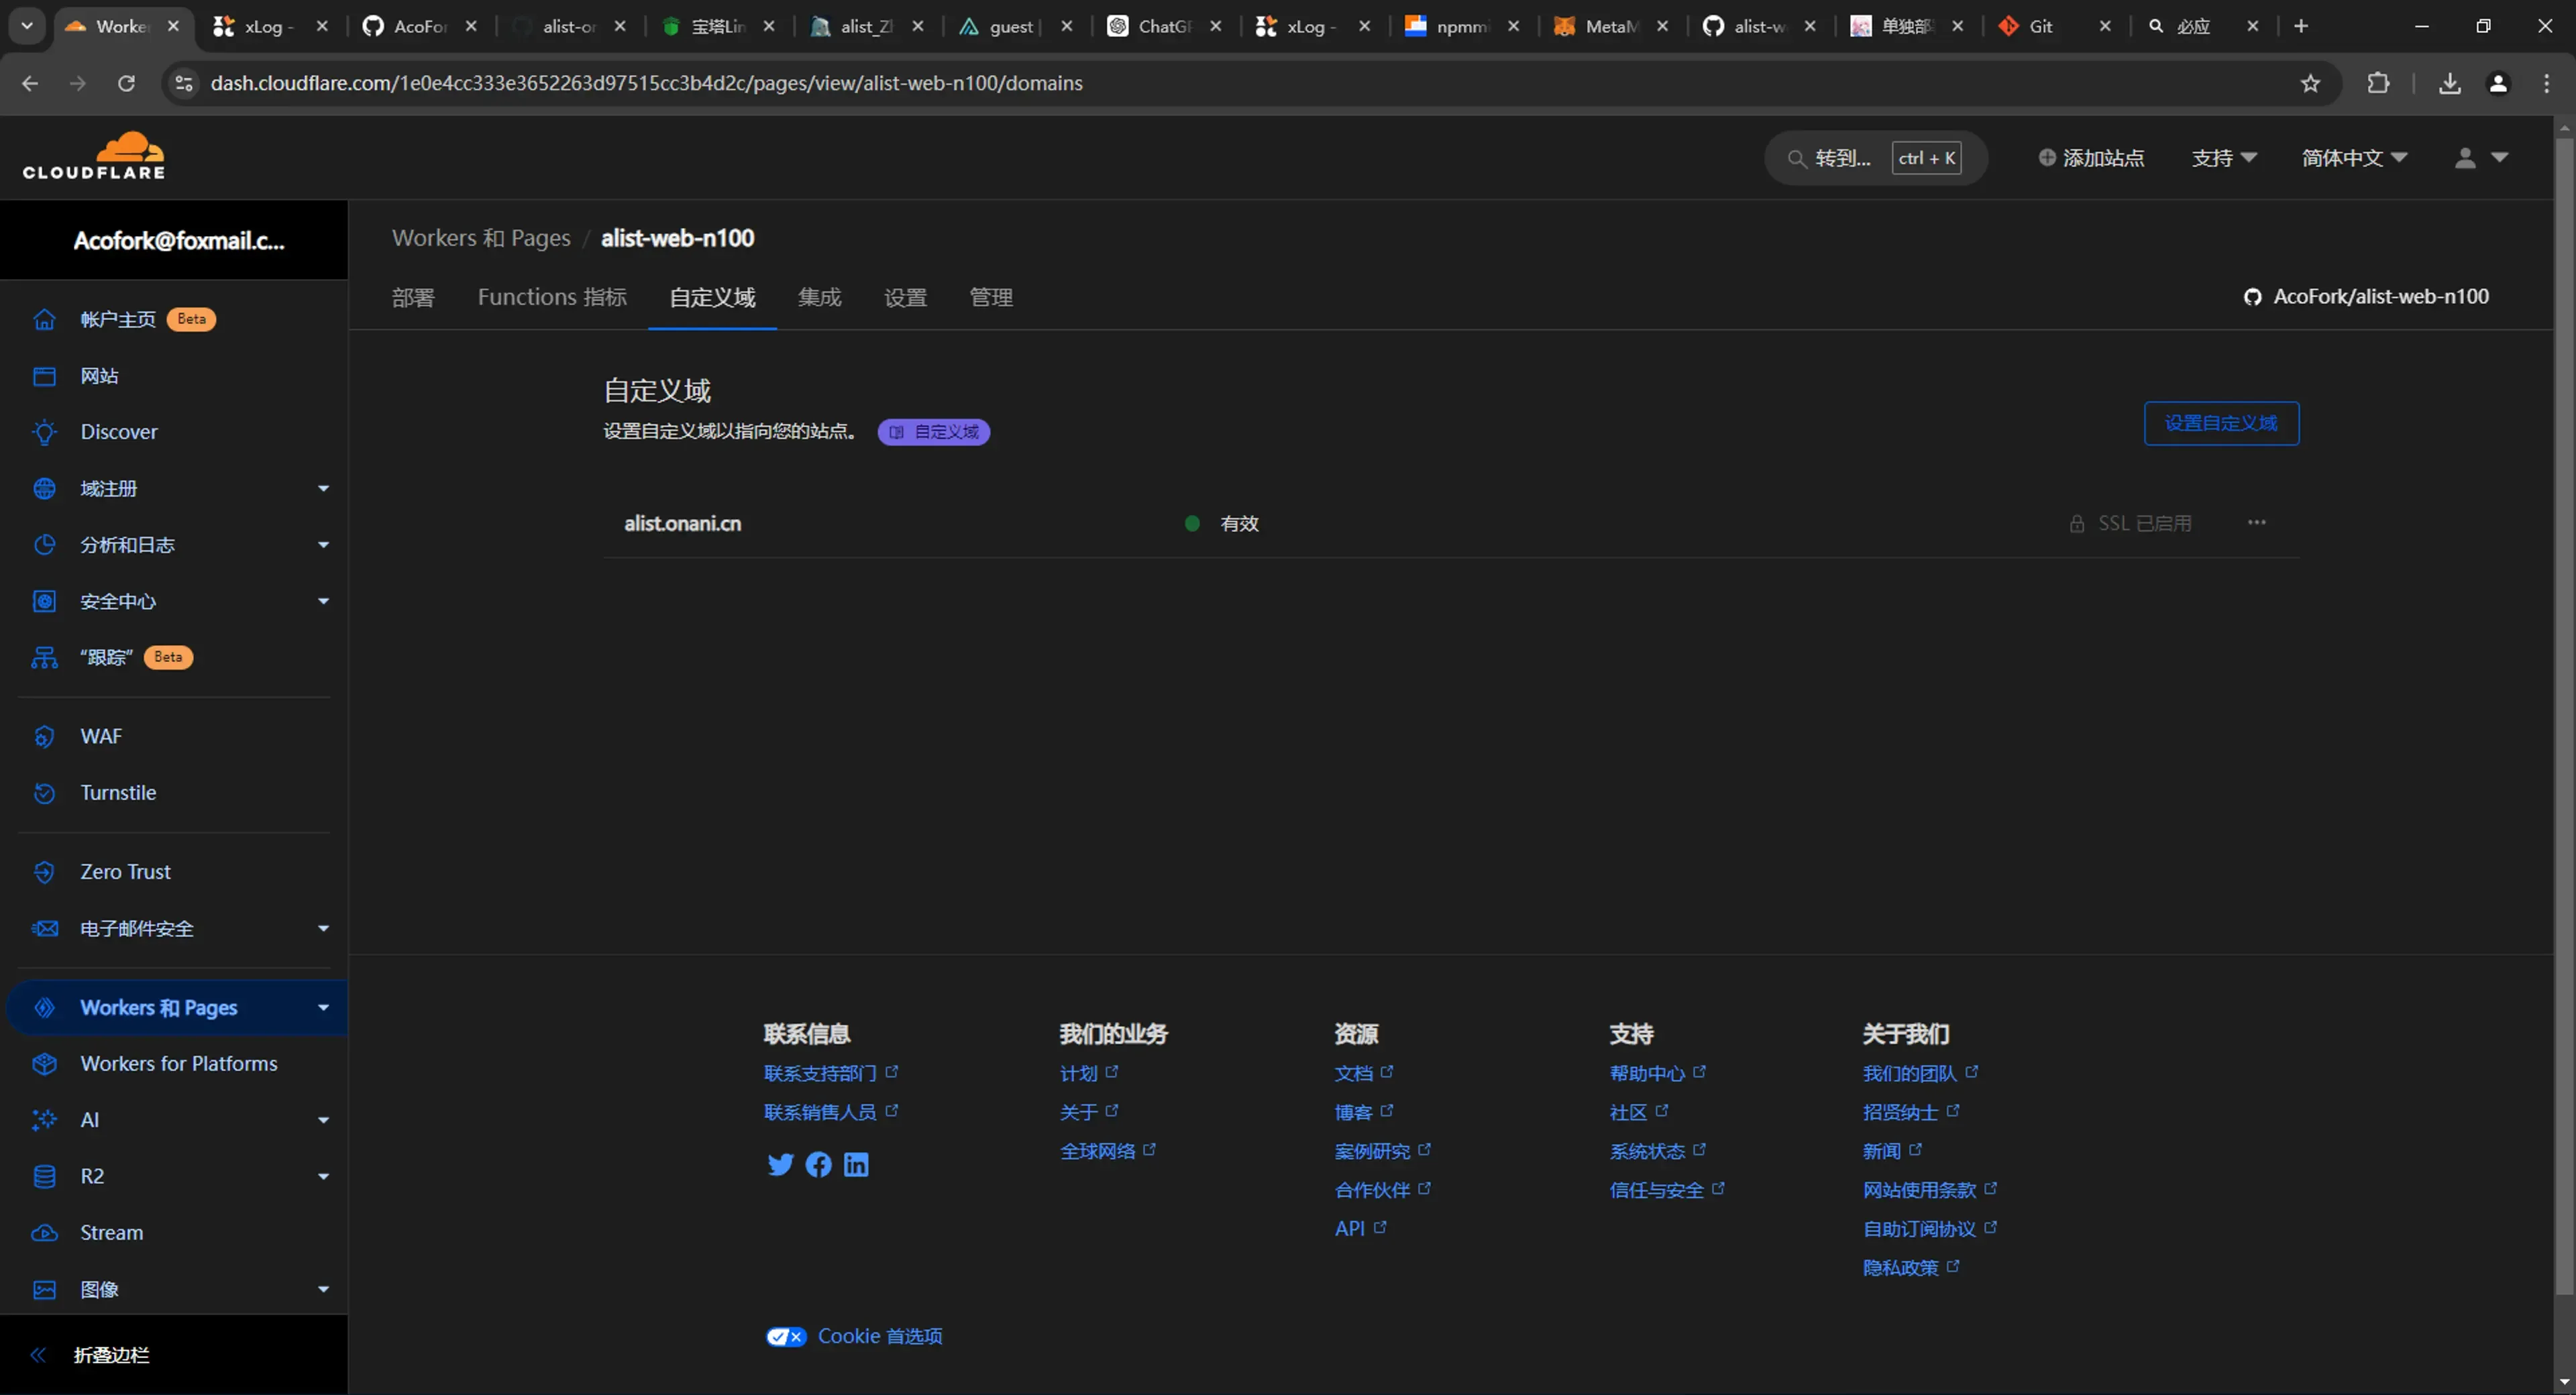 Worke
xLog -
AcoFor
alist-or
宝塔Lin
alist_Zh
guest |
ChatGP
xLog -
npmmi
MetaM
alist-we
单独部
Git
必应
dash.cloudflare.com/1e0e4cc333e3652263d97515cc3b4d2c/pages/view/alist-web-n100/domains
CLOUDFLARE
转到... ctrl + K
添加站点
支持
简体中文
Acofork@foxmail.c...
帐户主页 Beta
网站
Discover
域注册
分析和日志
安全中心
“跟踪” Beta
WAF
Turnstile
Zero Trust
电子邮件安全
Workers 和 Pages
Workers for Platforms
AI
R2
Stream
图像
折叠边栏
Workers 和 Pages / alist-web-n100
部署
Functions 指标
自定义域
集成
设置
管理
AcoFork/alist-web-n100
自定义域
设置自定义域以指向您的站点。 自定义域
设置自定义域
alist.onani.cn
有效
SSL 已启用
联系信息
联系支持部门
联系销售人员
我们的业务
计划
关于
全球网络
资源
文档
博客
案例研究
合作伙伴
API
支持
帮助中心
社区
系统状态
信任与安全
关于我们
我们的团队
招贤纳士
新闻
网站使用条款
自助订阅协议
隐私政策
Cookie 首选项